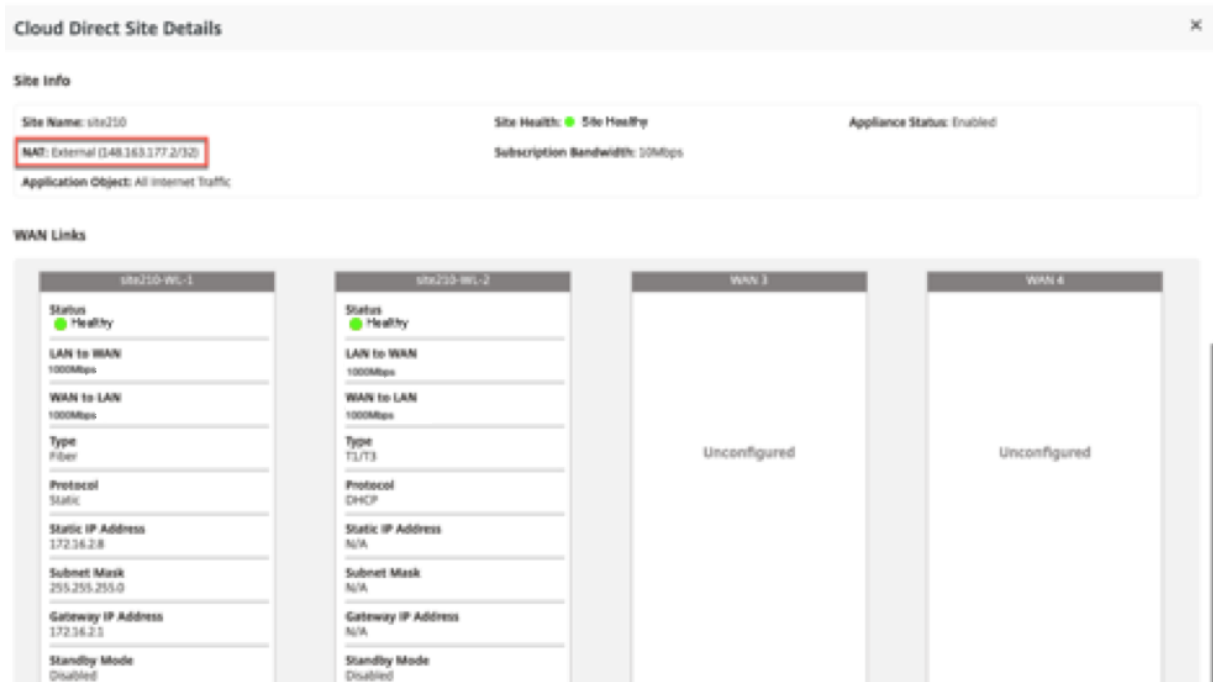 Cloud Direct Site Details
×
Site Info
Site Name: site210
Site Health: Site Healthy
Appliance Status: Enabled
NAT: External (148.163.177.2/32)
Subscription Bandwidth: 10Mbps
Application Object: All Internet Traffic
WAN Links
site210-WL-1
Status
Healthy
LAN to WAN
1000Mbps
WAN to LAN
1000Mbps
Type
Fiber
Protocol
Static
Static IP Address
172.16.2.8
Subnet Mask
255.255.255.0
Gateway IP Address
172.16.2.1
Standby Mode
Disabled
site210-WL-2
Status
Healthy
LAN to WAN
1000Mbps
WAN to LAN
1000Mbps
Type
T1/T3
Protocol
DHCP
Static IP Address
N/A
Subnet Mask
N/A
Gateway IP Address
N/A
Standby Mode
Disabled
WAN 3
Unconfigured
WAN 4
Unconfigured